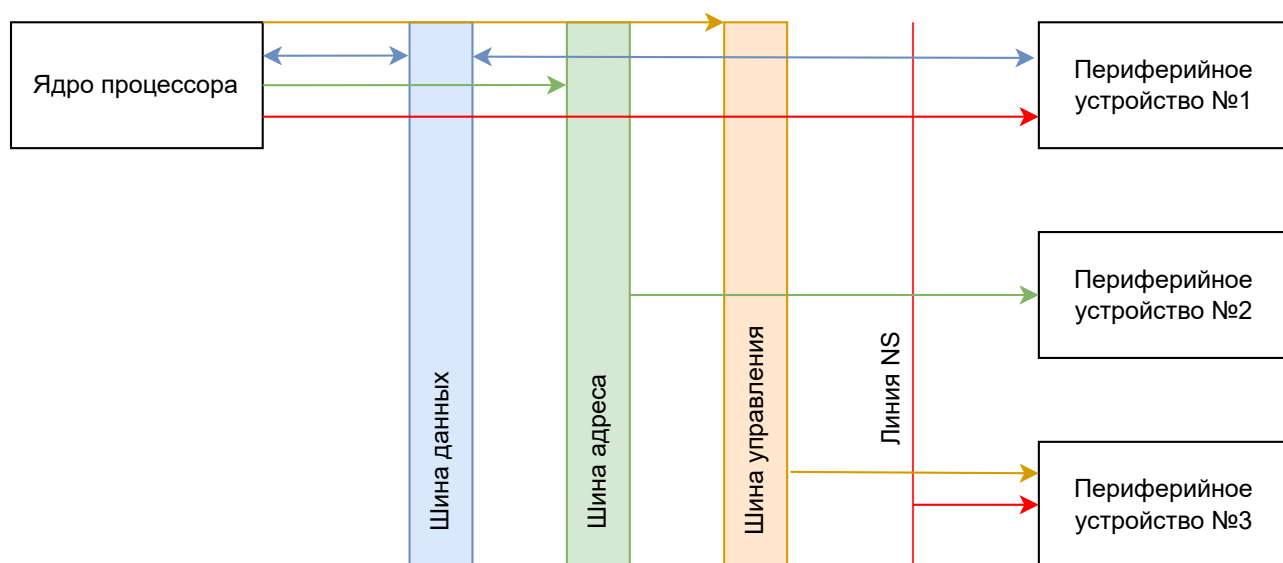 Ядро процессора
Периферийное
устройство №1
Периферийное
устройство №2
Шина данных
Шина адреса
Шина управления
Линия NS
Периферийное
устройство №3